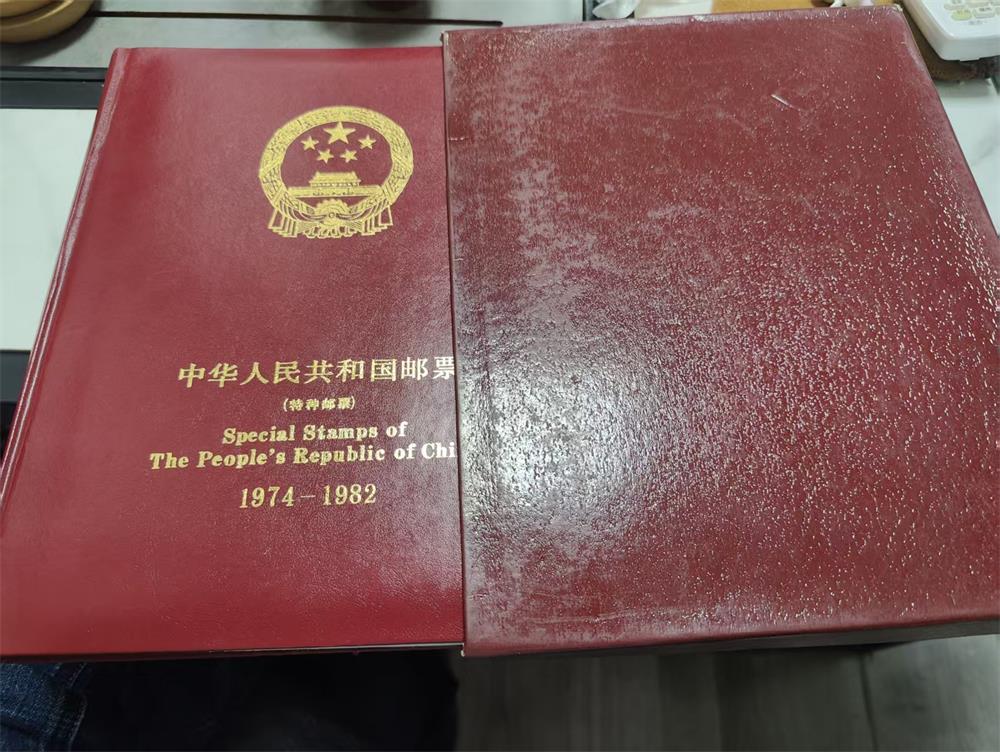 中华人民共和国邮票
(特种邮票)
Special Stamps of
The People's Republic of Chi
1974-1982